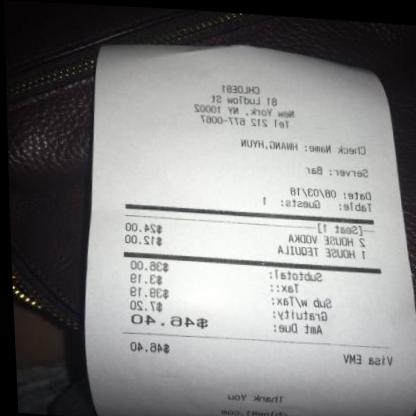 CHLOE81
81 Ludlow St
New York, NY 10002
Tel 212 677-0067
Check Name: HWANG,HYUN
Server: Bar
Date: 08/03/18
Table: Guests: 1
[Seat 1]
2 HOUSE VODKA $24.00
1 HOUSE TEQUILA $12.00
Subtotal: $36.00
Tax: $3.19
Sub w/Tax: $39.19
Gratuity: $7.20
Amt Due: $46.40
Visa EMV $46.40
Thank You